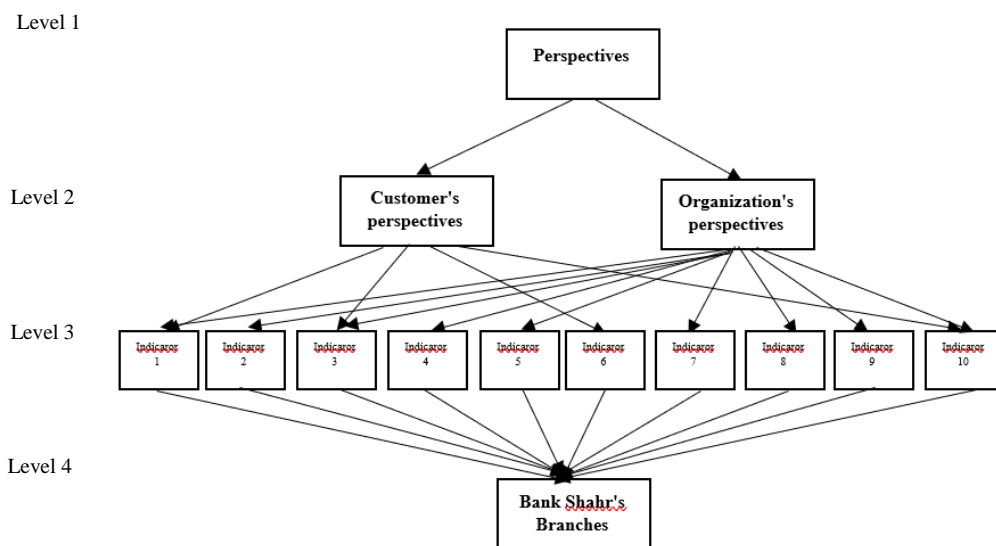 Level 1
Perspectives
Level 2
Customer's
perspectives
Organization's
perspectives
Level 3
Indicaror
1
Indicaror
2
Indicaror
3
Indicaror
4
Indicaror
5
Indicaror
6
Indicaror
7
Indicaror
8
Indicaror
9
Indicaror
10
Level 4
Bank Shahr's
Branches